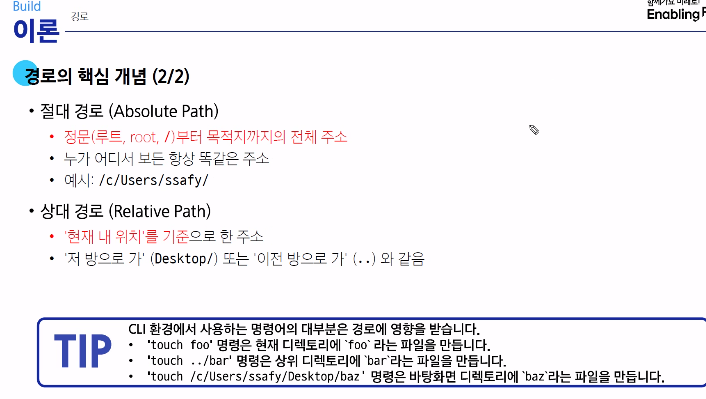 Build
이론
경로
함께가요 미래로!
Enabling
경로의 핵심 개념 (2/2)
• 절대 경로 (Absolute Path)
• 정문(루트, root, /)부터 목적지까지의 전체 주소
• 누가 어디서 보든 항상 똑같은 주소
• 예시: /c/Users/ssafy/
• 상대 경로 (Relative Path)
• '현재 내 위치'를 기준으로 한 주소
• '저 방으로 가' (Desktop/) 또는 '이전 방으로 가' (..) 와 같음
TIP
CLI 환경에서 사용하는 명령어의 대부분은 경로에 영향을 받습니다.
• 'touch foo' 명령은 현재 디렉토리에 `foo` 라는 파일을 만듭니다.
• 'touch ../bar' 명령은 상위 디렉토리에 `bar`라는 파일을 만듭니다.
• 'touch /c/Users/ssafy/Desktop/baz' 명령은 바탕화면 디렉토리에 `baz`라는 파일을 만듭니다.